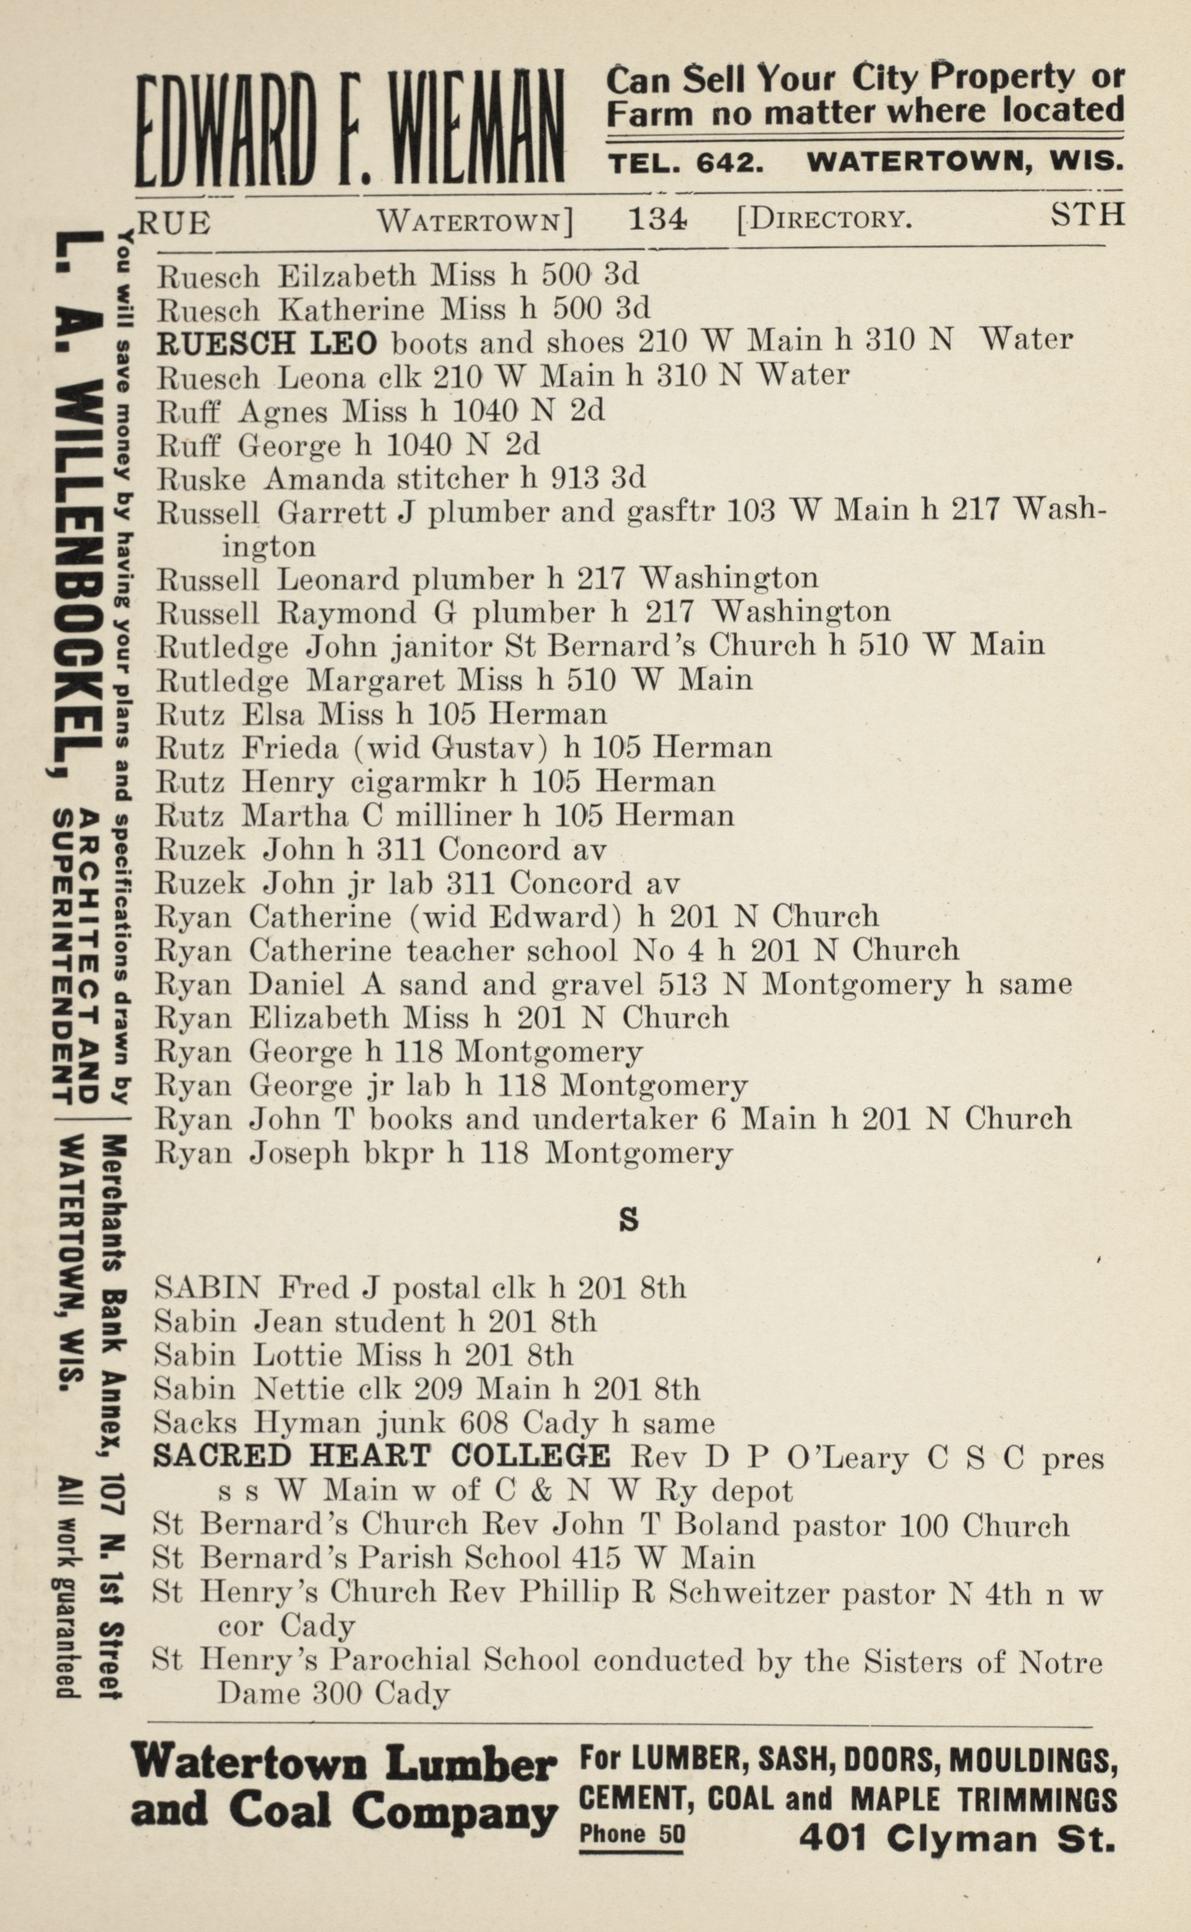 EDWARD F. WIEMAN
Can Sell Your City Property or
Farm no matter where located
TEL. 642. WATERTOWN, WIS.
RUE WATERTOWN] 134 [DIRECTORY. STH
Ruesch Eilzabeth Miss h 500 3d
Ruesch Katherine Miss h 500 3d
RUESCH LEO boots and shoes 210 W Main h 310 N Water
Ruesch Leona clk 210 W Main h 310 N Water
Ruff Agnes Miss h 1040 N 2d
Ruff George h 1040 N 2d
Ruske Amanda stitcher h 913 3d
Russell Garrett J plumber and gasftr 103 W Main h 217 Wash-
ington
Russell Leonard plumber h 217 Washington
Russell Raymond G plumber h 217 Washington
Rutledge John janitor St Bernard's Church h 510 W Main
Rutledge Margaret Miss h 510 W Main
Rutz Elsa Miss h 105 Herman
Rutz Frieda (wid Gustav) h 105 Herman
Rutz Henry cigarmkr h 105 Herman
Rutz Martha C milliner h 105 Herman
Ruzek John h 311 Concord av
Ruzek John jr lab 311 Concord av
Ryan Catherine (wid Edward) h 201 N Church
Ryan Catherine teacher school No 4 h 201 N Church
Ryan Daniel A sand and gravel 513 N Montgomery h same
Ryan Elizabeth Miss h 201 N Church
Ryan George h 118 Montgomery
Ryan George jr lab h 118 Montgomery
Ryan John T books and undertaker 6 Main h 201 N Church
Ryan Joseph bkpr h 118 Montgomery
S
SABIN Fred J postal clk h 201 8th
Sabin Jean student h 201 8th
Sabin Lottie Miss h 201 8th
Sabin Nettie clk 209 Main h 201 8th
Sacks Hyman junk 608 Cady h same
SACRED HEART COLLEGE Rev D P O'Leary C S C pres
s s W Main w of C & N W Ry depot
St Bernard's Church Rev John T Boland pastor 100 Church
St Bernard's Parish School 415 W Main
St Henry's Church Rev Phillip R Schweitzer pastor N 4th n w
cor Cady
St Henry's Parochial School conducted by the Sisters of Notre
Dame 300 Cady
You will save money by having your plans and specifications drawn by
L. A. WILLENBOCKEL,
ARCHITECT AND
SUPERINTENDENT
Merchants Bank Annex, 107 N. 1st Street
WATERTOWN, WIS. All work guaranteed
Watertown Lumber
and Coal Company
For LUMBER, SASH, DOORS, MOULDINGS,
CEMENT, COAL and MAPLE TRIMMINGS
Phone 50 401 Clyman St.